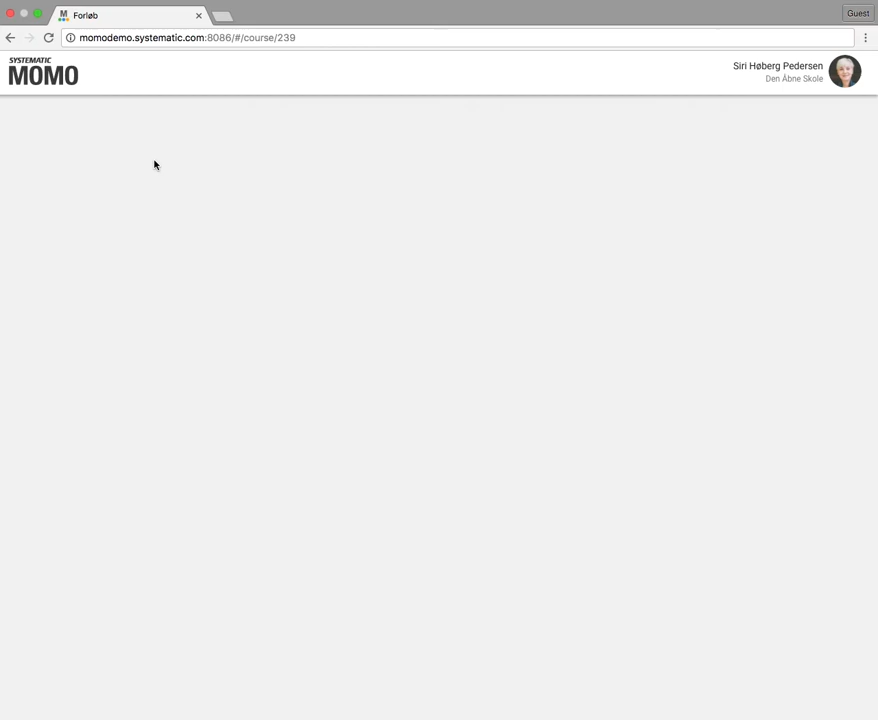 Forløb
Guest
momodemo.systematic.com:8086/#/course/239
SYSTEMATIC
MOMO
Siri Høberg Pedersen
Den Åbne Skole